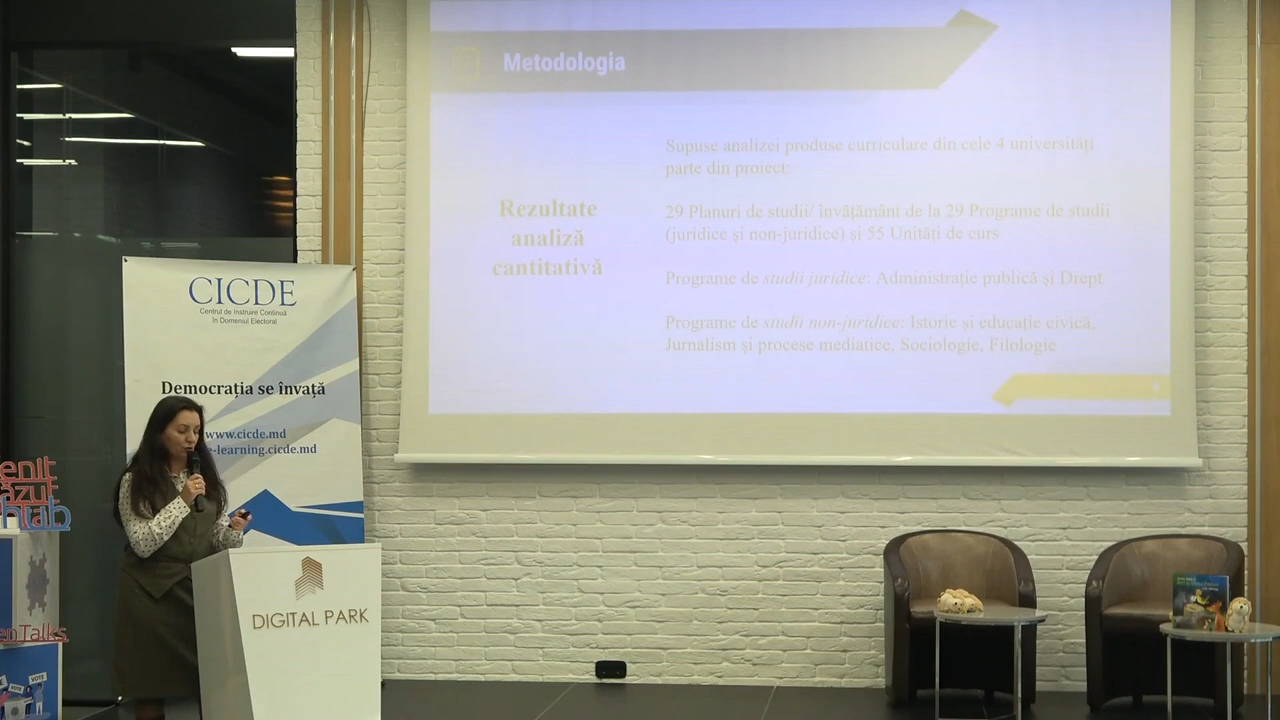 Metodologia
Rezultate
analiză
cantitativă
Supuse analizei produse curriculare din cele 4 universități
parte din proiect:
29 Planuri de studii/ învățământ de la 29 Programe de studii
(juridice și non-juridice) și 55 Unități de curs
Programe de studii juridice: Administrație publică și Drept
Programe de studii non-juridice: Istorie și educație civică,
Jurnalism și procese mediatice, Sociologie, Filologie
CICDE
Centrul de Instruire Continuă
în Domeniul Electoral
Democrația se învață
www.cicde.md
e-learning.cicde.md
DIGITAL PARK
VOTE